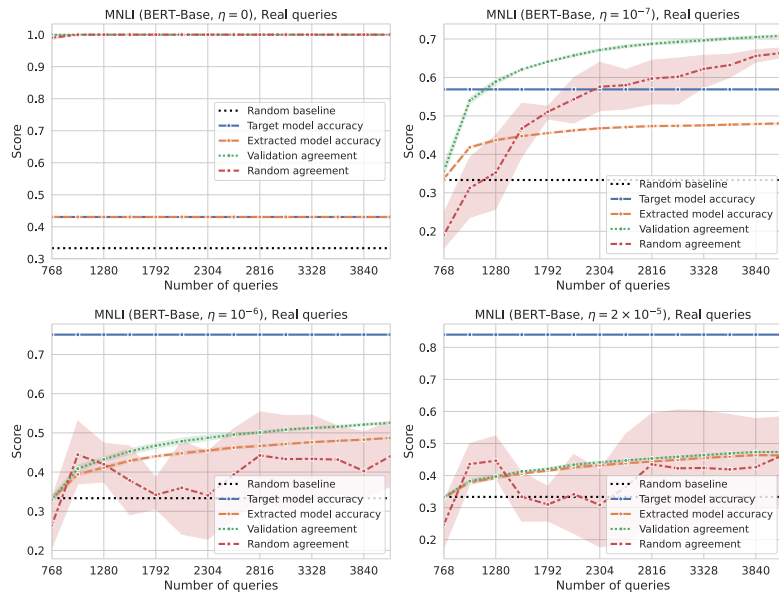 MNLI (BERT-Base, η = 0), Real queries
1.0
0.9
0.8
0.7
0.6
0.5
0.4
0.3
Score
Random baseline
Target model accuracy
Extracted model accuracy
Validation agreement
Random agreement
768 1280 1792 2304 2816 3328 3840
Number of queries
MNLI (BERT-Base, η = 10⁻⁷), Real queries
0.7
0.6
0.5
0.4
0.3
0.2
Score
Random baseline
Target model accuracy
Extracted model accuracy
Validation agreement
Random agreement
768 1280 1792 2304 2816 3328 3840
Number of queries
MNLI (BERT-Base, η = 10⁻⁶), Real queries
0.7
0.6
0.5
0.4
0.3
0.2
Score
Random baseline
Target model accuracy
Extracted model accuracy
Validation agreement
Random agreement
768 1280 1792 2304 2816 3328 3840
Number of queries
MNLI (BERT-Base, η = 2 × 10⁻⁵), Real queries
0.8
0.7
0.6
0.5
0.4
0.3
0.2
Score
Random baseline
Target model accuracy
Extracted model accuracy
Validation agreement
Random agreement
768 1280 1792 2304 2816 3328 3840
Number of queries